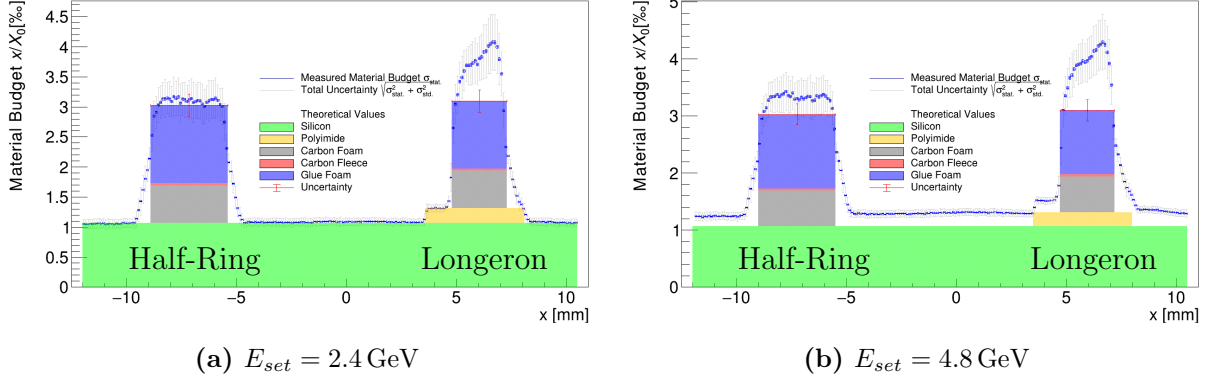 Material Budget x/X₀[‰]
4.5
4
3.5
3
2.5
2
1.5
1
0.5
0
Measured Material Budget σstat.
Total Uncertainty √σ²stat. + σ²std.
Theoretical Values
Silicon
Polyimide
Carbon Foam
Carbon Fleece
Glue Foam
Uncertainty
Half-Ring Longeron
−10 −5 0 5 10
x [mm]
(a) Eset = 2.4 GeV
Material Budget x/X₀[‰]
5
4
3
2
1
0
Measured Material Budget σstat.
Total Uncertainty √σ²stat. + σ²std.
Theoretical Values
Silicon
Polyimide
Carbon Foam
Carbon Fleece
Glue Foam
Uncertainty
Half-Ring Longeron
−10 −5 0 5 10
x [mm]
(b) Eset = 4.8 GeV